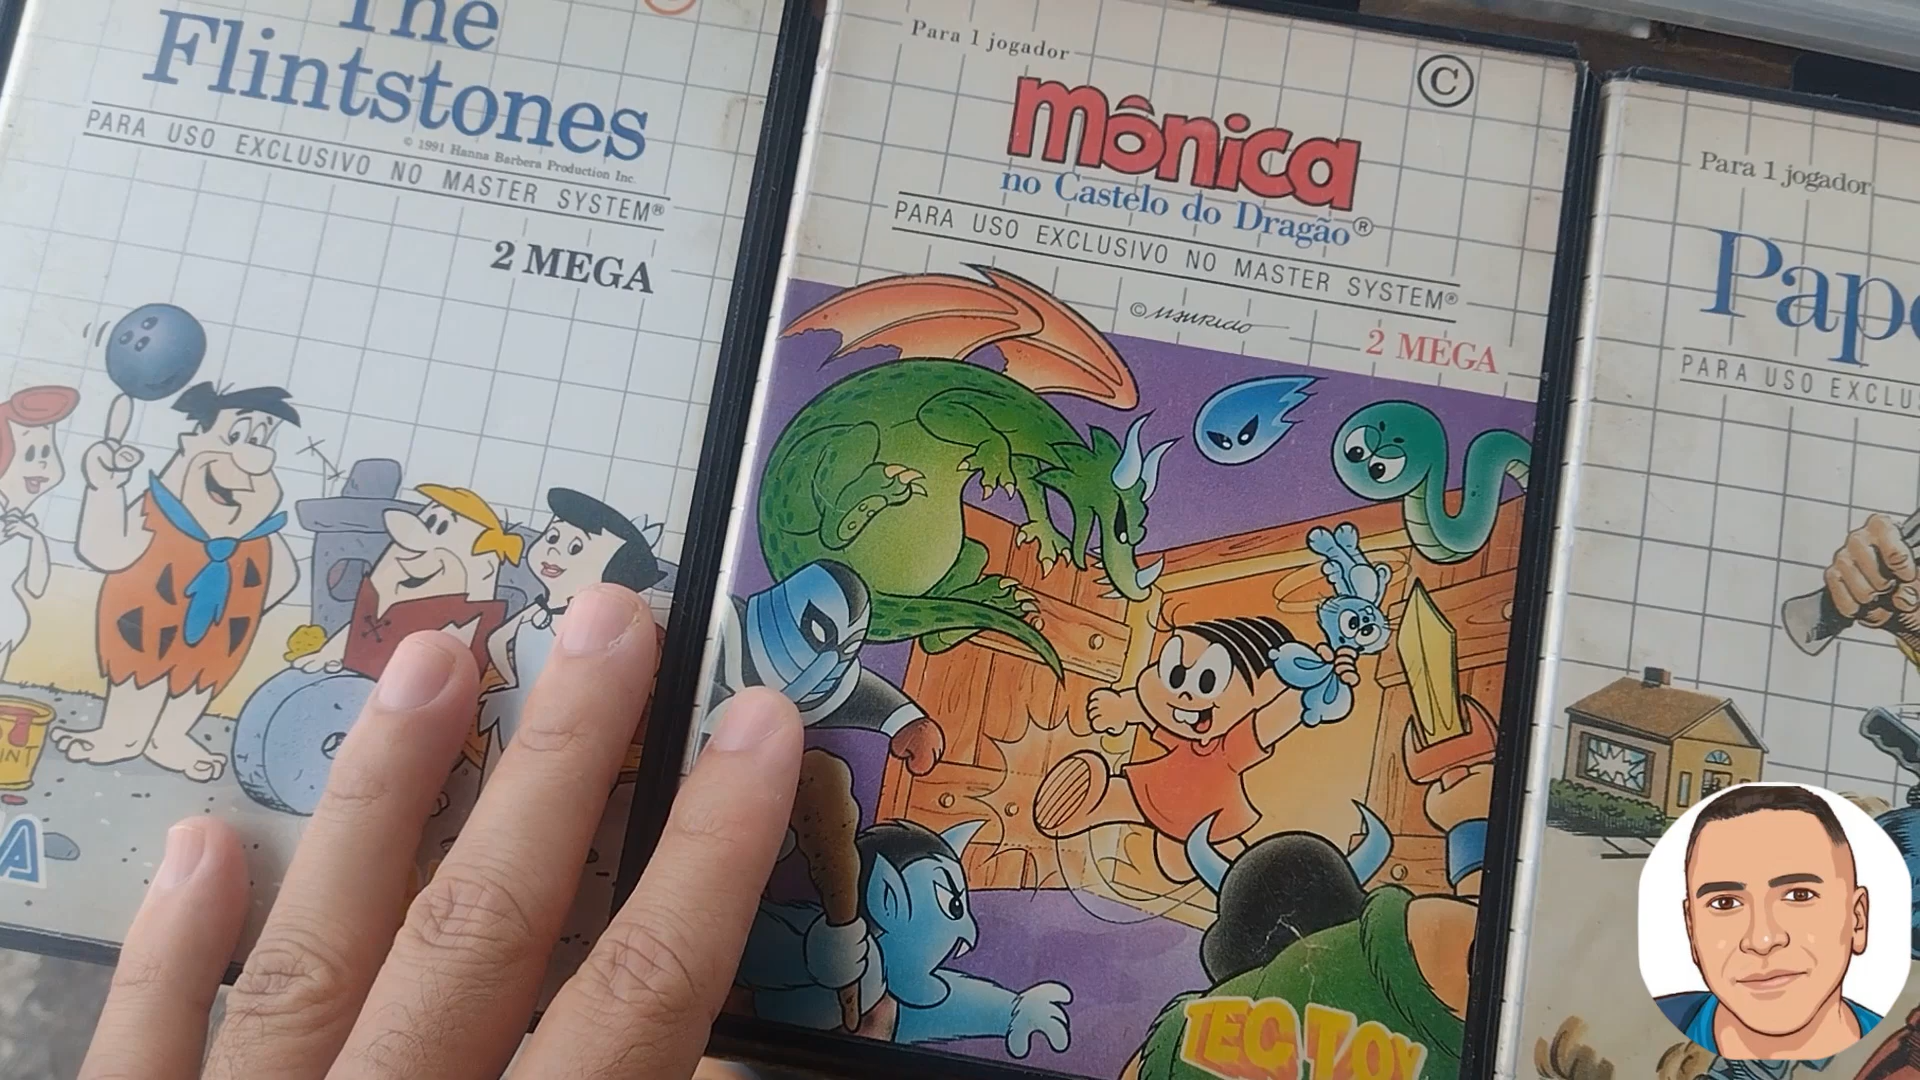 The
Flintstones
© 1991 Hanna Barbera Production Inc.
PARA USO EXCLUSIVO NO MASTER SYSTEM®
2 MEGA
Para 1 jogador
©
mônica
no Castelo do Dragão®
PARA USO EXCLUSIVO NO MASTER SYSTEM®
2 MEGA
TEC TOY
Para 1 jogador
PARA USO